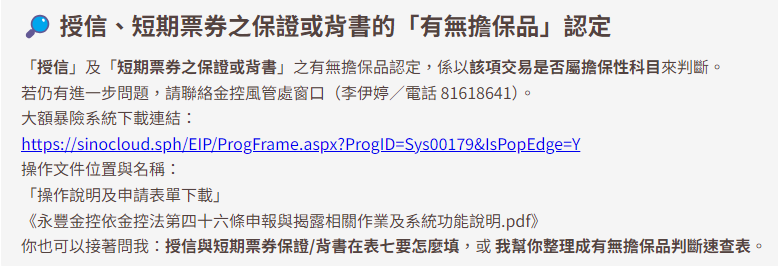 授信、短期票券之保證或背書的「有無擔保品」認定
「授信」及「短期票券之保證或背書」之有無擔保品認定，係以該項交易是否屬擔保性科目來判斷。
若仍有進一步問題，請聯絡金控風管處窗口（李伊婷／電話 81618641）。
大額暴險系統下載連結：
https://sinocloud.sph/EIP/ProgFrame.aspx?ProgID=Sys00179&IsPopEdge=Y
操作文件位置與名稱：
「操作說明及申請表單下載」
《永豐金控依金控法第四十六條申報與揭露相關作業及系統功能說明.pdf》
你也可以接著問我：授信與短期票券保證/背書在表七要怎麼填，或 我幫你整理成有無擔保品判斷速查表。